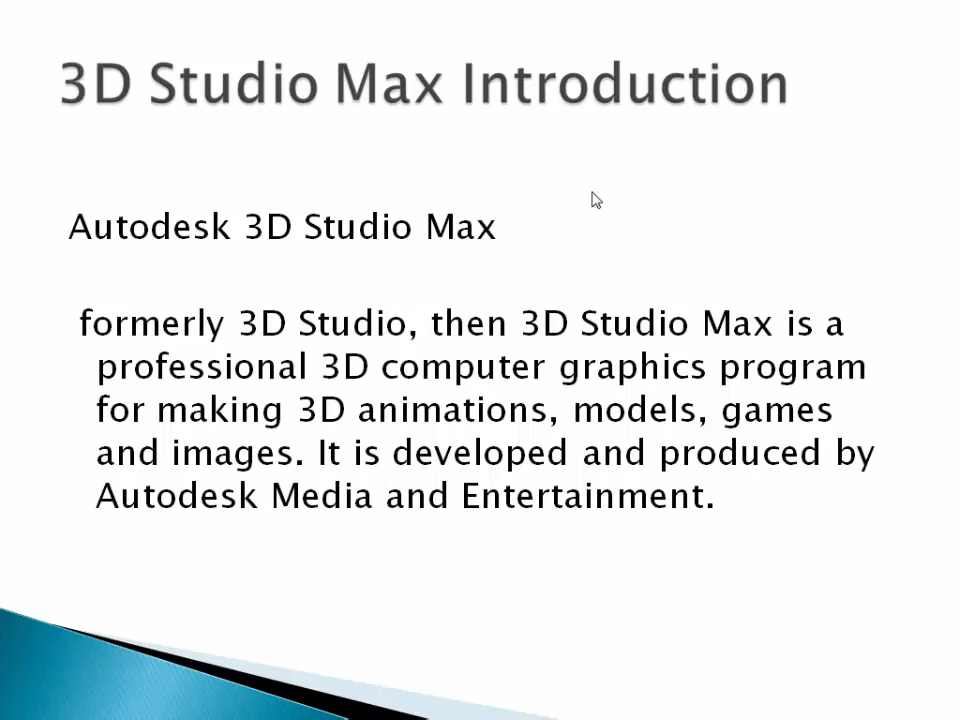 3D Studio Max Introduction
Autodesk 3D Studio Max
formerly 3D Studio, then 3D Studio Max is a
professional 3D computer graphics program
for making 3D animations, models, games
and images. It is developed and produced by
Autodesk Media and Entertainment.